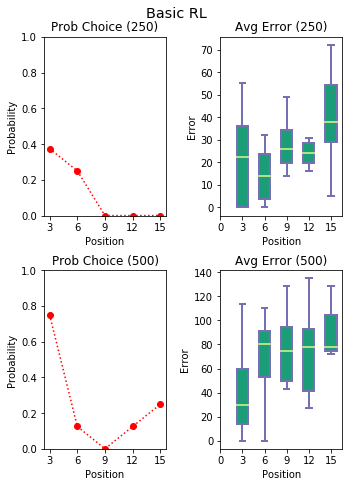 Basic RL
Prob Choice (250)
Avg Error (250)
1.0
0.8
0.6
0.4
0.2
0.0
Probability
3 6 9 12 15
Position
70
60
50
40
30
20
10
0
Error
0 3 6 9 12 15
Position
Prob Choice (500)
Avg Error (500)
1.0
0.8
0.6
0.4
0.2
0.0
Probability
3 6 9 12 15
Position
140
120
100
80
60
40
20
0
Error
0 3 6 9 12 15
Position